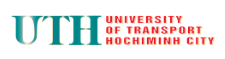 UTH
UNIVERSITY
OF TRANSPORT
HOCHIMINH CITY